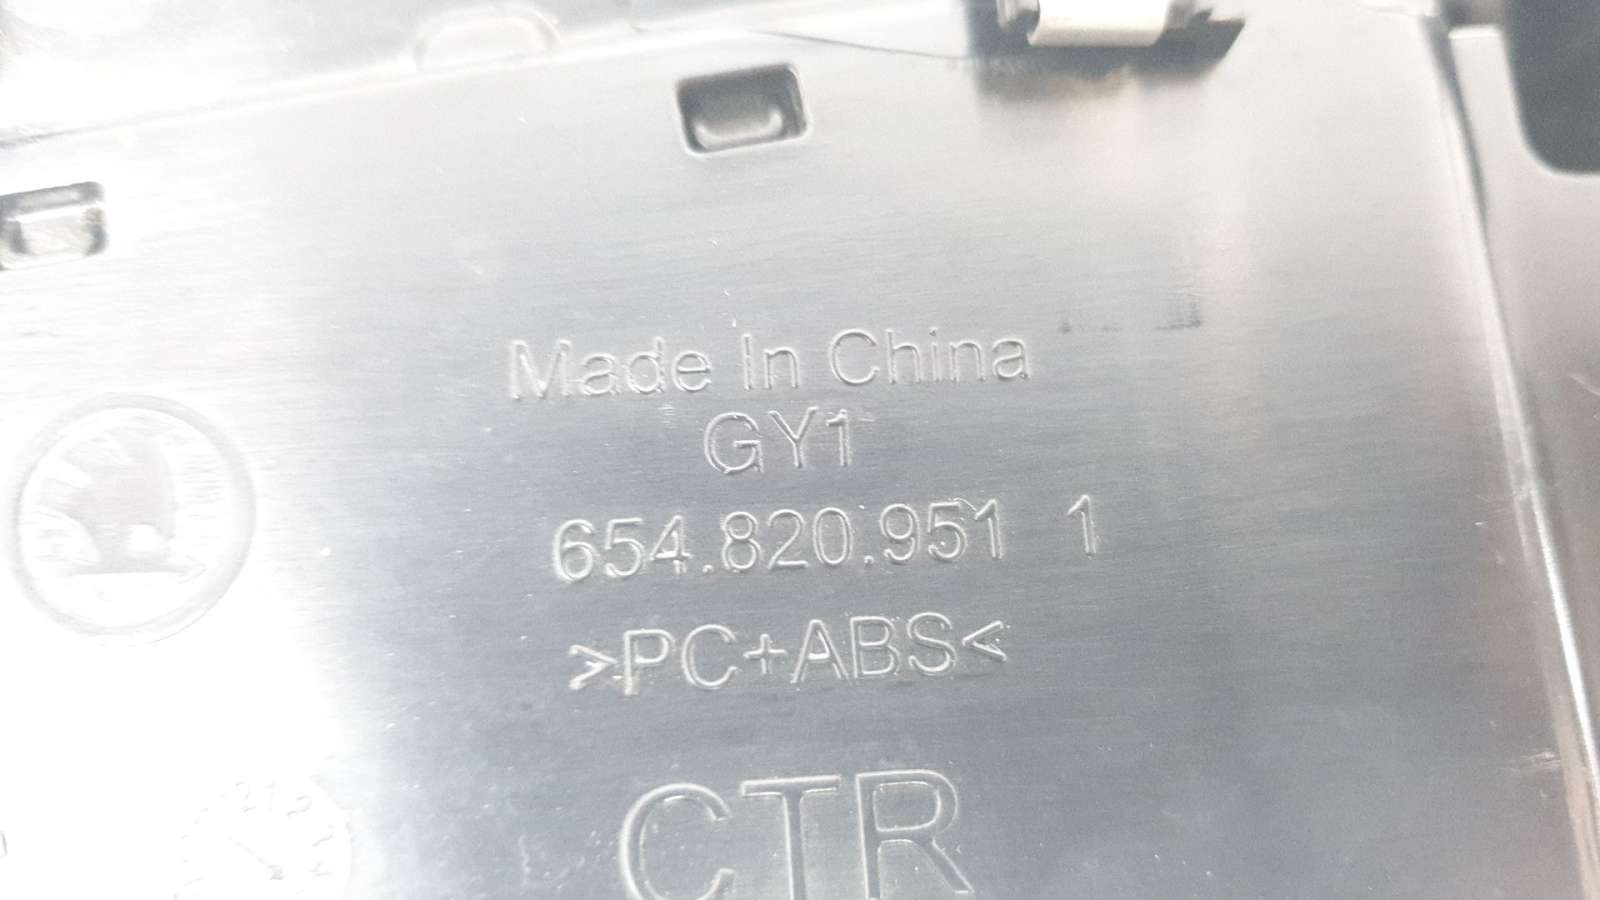 Made In China
GY1
654.820.951 1
>PC+ABS<
CTR